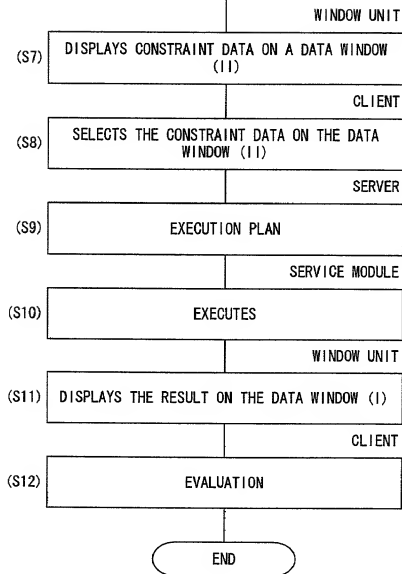 WINDOW UNIT
(S7) DISPLAYS CONSTRAINT DATA ON A DATA WINDOW
(II)
CLIENT
(S8) SELECTS THE CONSTRAINT DATA ON THE DATA
WINDOW (II)
SERVER
(S9) EXECUTION PLAN
SERVICE MODULE
(S10) EXECUTES
WINDOW UNIT
(S11) DISPLAYS THE RESULT ON THE DATA WINDOW (I)
CLIENT
(S12) EVALUATION
END